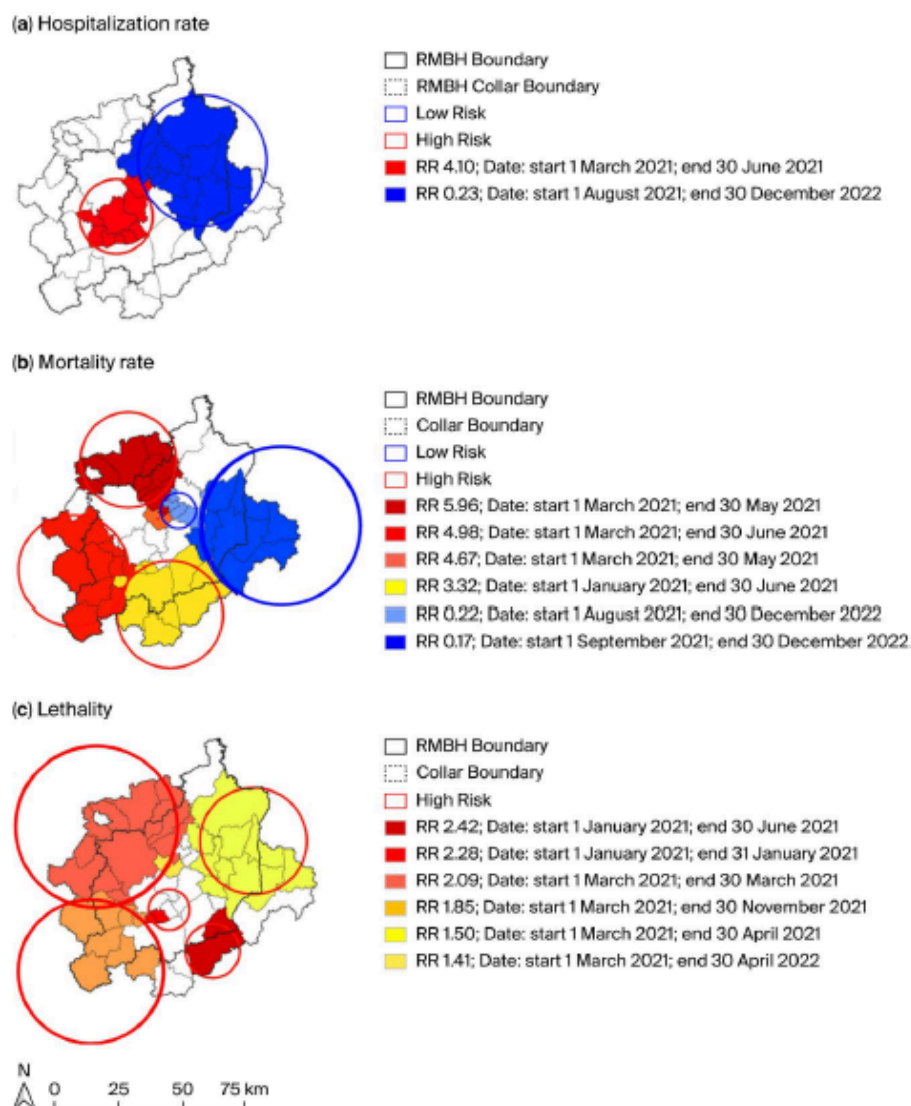 (a) Hospitalization rate
RMBH Boundary
RMBH Collar Boundary
Low Risk
High Risk
RR 4.10; Date: start 1 March 2021; end 30 June 2021
RR 0.23; Date: start 1 August 2021; end 30 December 2022
(b) Mortality rate
RMBH Boundary
Collar Boundary
Low Risk
High Risk
RR 5.96; Date: start 1 March 2021; end 30 May 2021
RR 4.98; Date: start 1 March 2021; end 30 June 2021
RR 4.67; Date: start 1 March 2021; end 30 May 2021
RR 3.32; Date: start 1 January 2021; end 30 June 2021
RR 0.22; Date: start 1 August 2021; end 30 December 2022
RR 0.17; Date: start 1 September 2021; end 30 December 2022
(c) Lethality
RMBH Boundary
Collar Boundary
High Risk
RR 2.42; Date: start 1 January 2021; end 30 June 2021
RR 2.28; Date: start 1 January 2021; end 31 January 2021
RR 2.09; Date: start 1 March 2021; end 30 March 2021
RR 1.85; Date: start 1 March 2021; end 30 November 2021
RR 1.50; Date: start 1 March 2021; end 30 April 2021
RR 1.41; Date: start 1 March 2021; end 30 April 2022
N
0 25 50 75 km